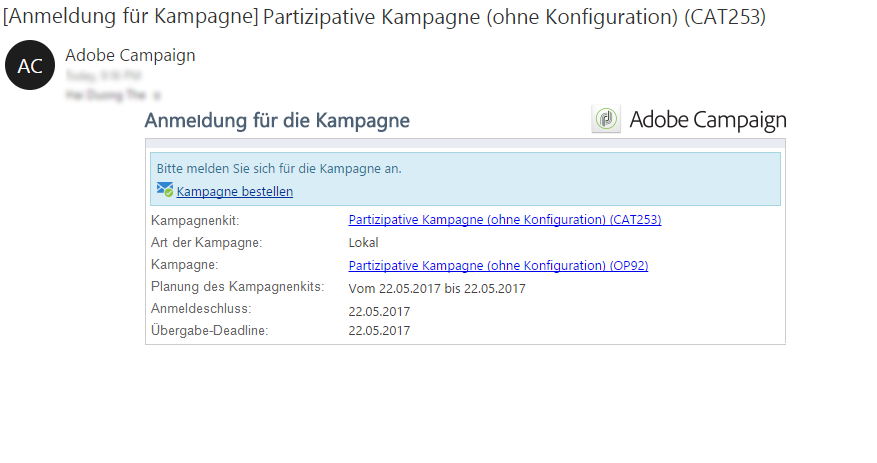 [Anmeldung für Kampagne] Partizipative Kampagne (ohne Konfiguration) (CAT253)
AC
Adobe Campaign
Anmeldung für die Kampagne
Adobe Campaign
Bitte melden Sie sich für die Kampagne an.
Kampagne bestellen
Kampagnenkit: Partizipative Kampagne (ohne Konfiguration) (CAT253)
Art der Kampagne: Lokal
Kampagne: Partizipative Kampagne (ohne Konfiguration) (OP92)
Planung des Kampagnenkits: Vom 22.05.2017 bis 22.05.2017
Anmeldeschluss: 22.05.2017
Übergabe-Deadline: 22.05.2017